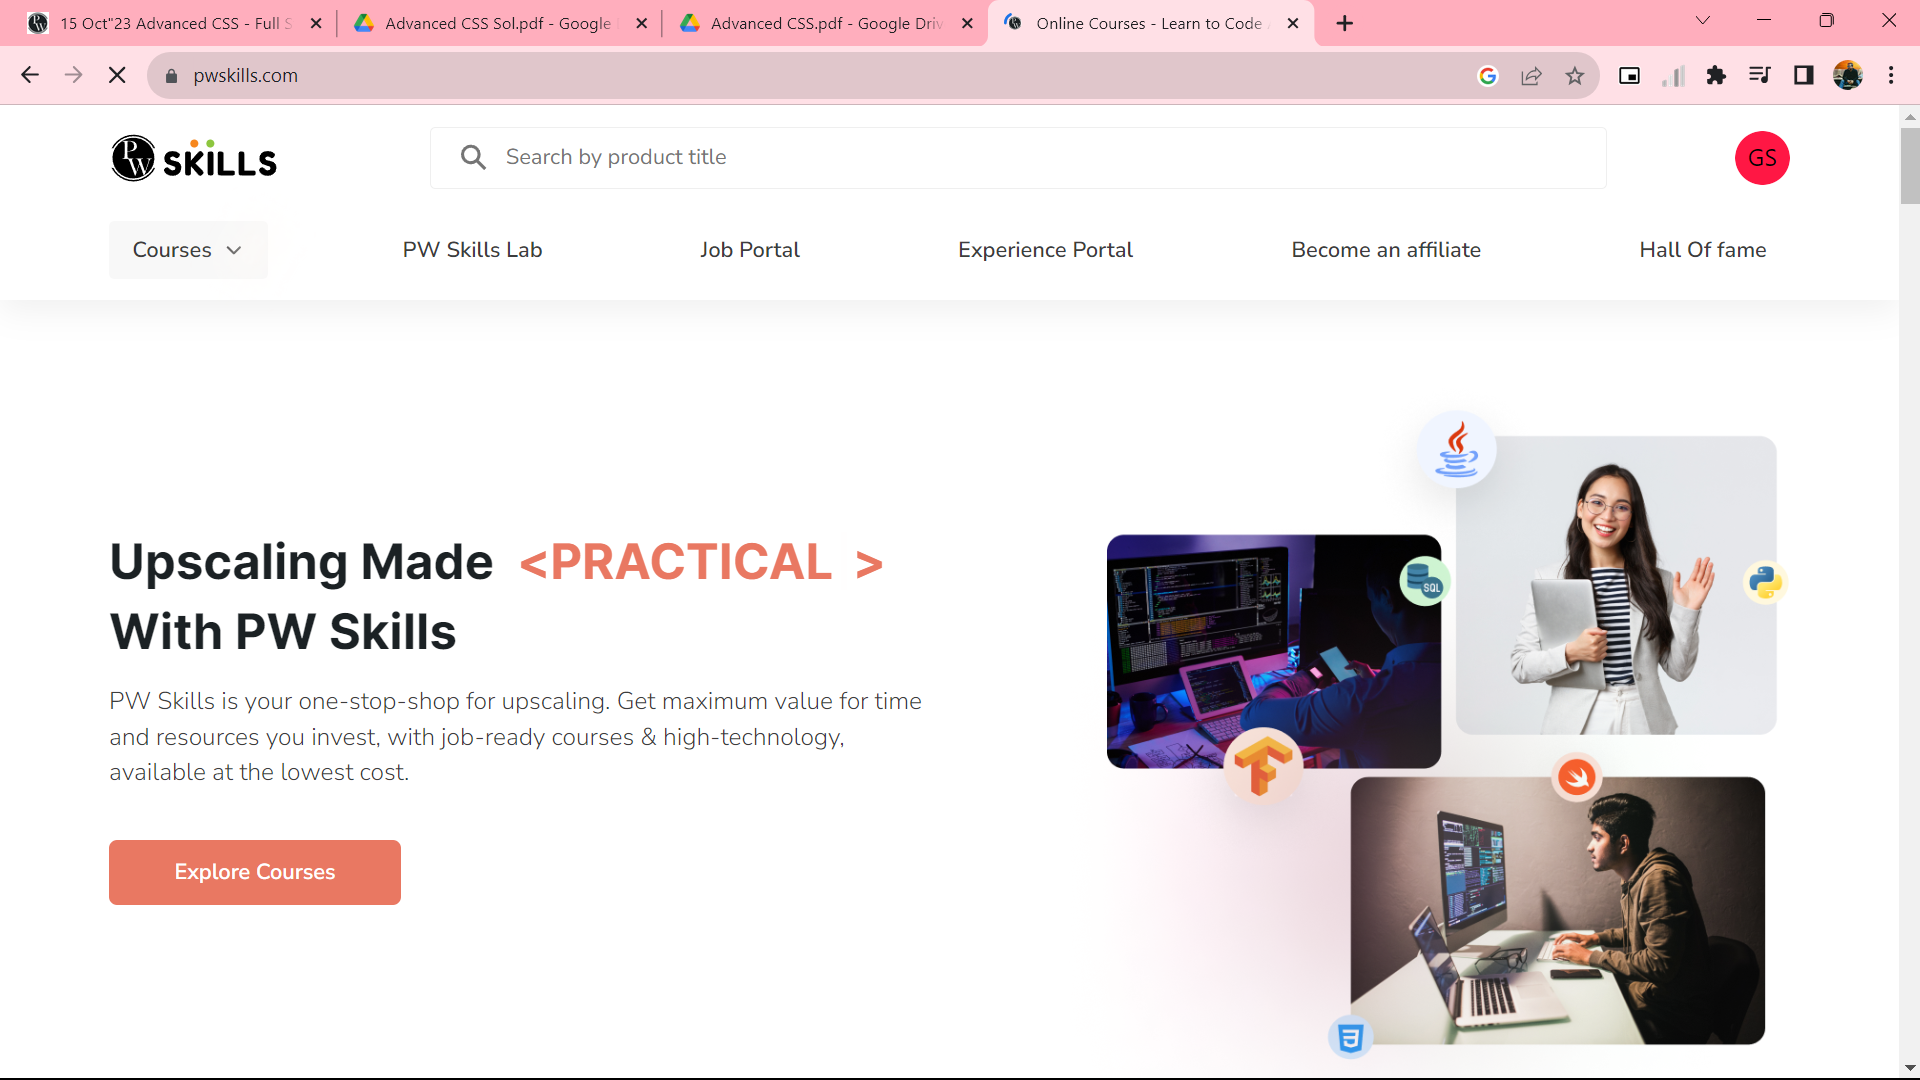 15 Oct"23 Advanced CSS - Full S
Advanced CSS Sol.pdf - Google
Advanced CSS.pdf - Google Driv
Online Courses - Learn to Code
pwskills.com
PW SKILLS
Search by product title
GS
Courses
PW Skills Lab
Job Portal
Experience Portal
Become an affiliate
Hall Of fame
Upscaling Made <PRACTICAL >
With PW Skills
PW Skills is your one-stop-shop for upscaling. Get maximum value for time
and resources you invest, with job-ready courses & high-technology,
available at the lowest cost.
Explore Courses
SQL